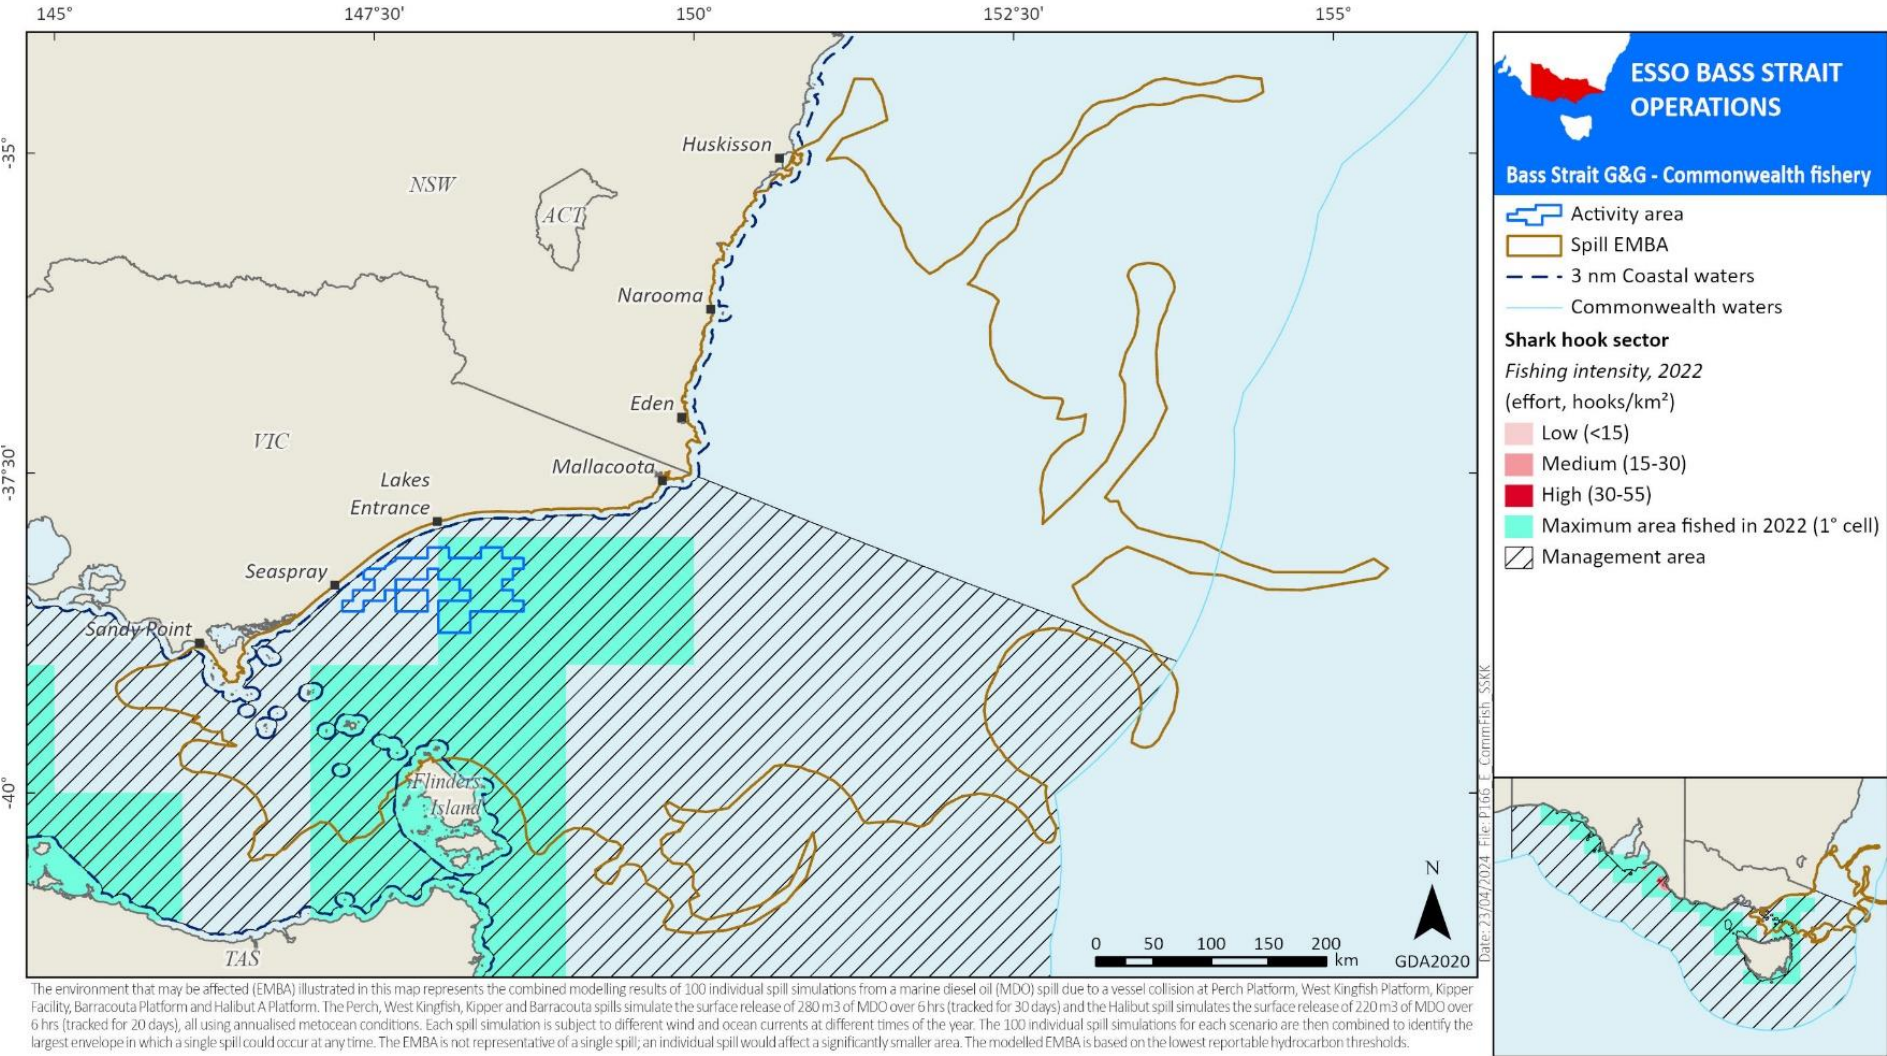 145°
147°30'
150°
152°30'
155°
-35°
-37°30'
-40°
Huskisson
NSW
ACT
Narooma
Eden
VIC
Mallacoota
Lakes
Entrance
Seaspray
Sandy Point
Flinders
Island
TAS
N
0 50 100 150 200
km
GDA2020
Date: 23/04/2024 File: P166_E_CommFish_SSKK
ESSO BASS STRAIT
OPERATIONS
Bass Strait G&G - Commonwealth fishery
Activity area
Spill EMBA
3 nm Coastal waters
Commonwealth waters
Shark hook sector
Fishing intensity, 2022
(effort, hooks/km²)
Low (<15)
Medium (15-30)
High (30-55)
Maximum area fished in 2022 (1° cell)
Management area
The environment that may be affected (EMBA) illustrated in this map represents the combined modelling results of 100 individual spill simulations from a marine diesel oil (MDO) spill due to a vessel collision at Perch Platform, West Kingfish Platform, Kipper
Facility, Barracouta Platform and Halibut A Platform. The Perch, West Kingfish, Kipper and Barracouta spills simulate the surface release of 280 m3 of MDO over 6 hrs (tracked for 30 days) and the Halibut spill simulates the surface release of 220 m3 of MDO over
6 hrs (tracked for 20 days), all using annualised metocean conditions. Each spill simulation is subject to different wind and ocean currents at different times of the year. The 100 individual spill simulations for each scenario are then combined to identify the
largest envelope in which a single spill could occur at any time. The EMBA is not representative of a single spill; an individual spill would affect a significantly smaller area. The modelled EMBA is based on the lowest reportable hydrocarbon thresholds.